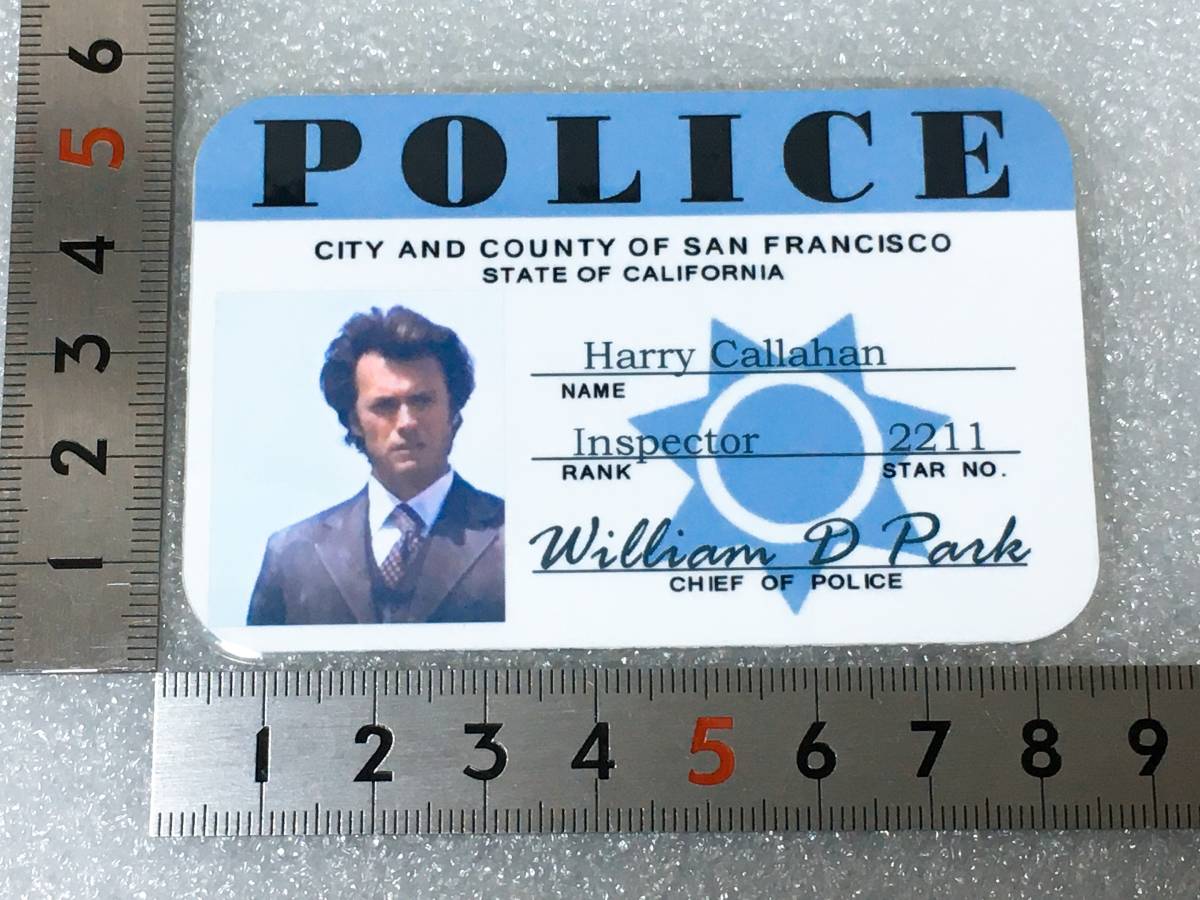 POLICE
CITY AND COUNTY OF SAN FRANCISCO
STATE OF CALIFORNIA
Harry Callahan
NAME
Inspector 2211
RANK STAR NO.
William D Park
CHIEF OF POLICE
6
5
4
3
2
1
1 2 3 4 5 6 7 8 9